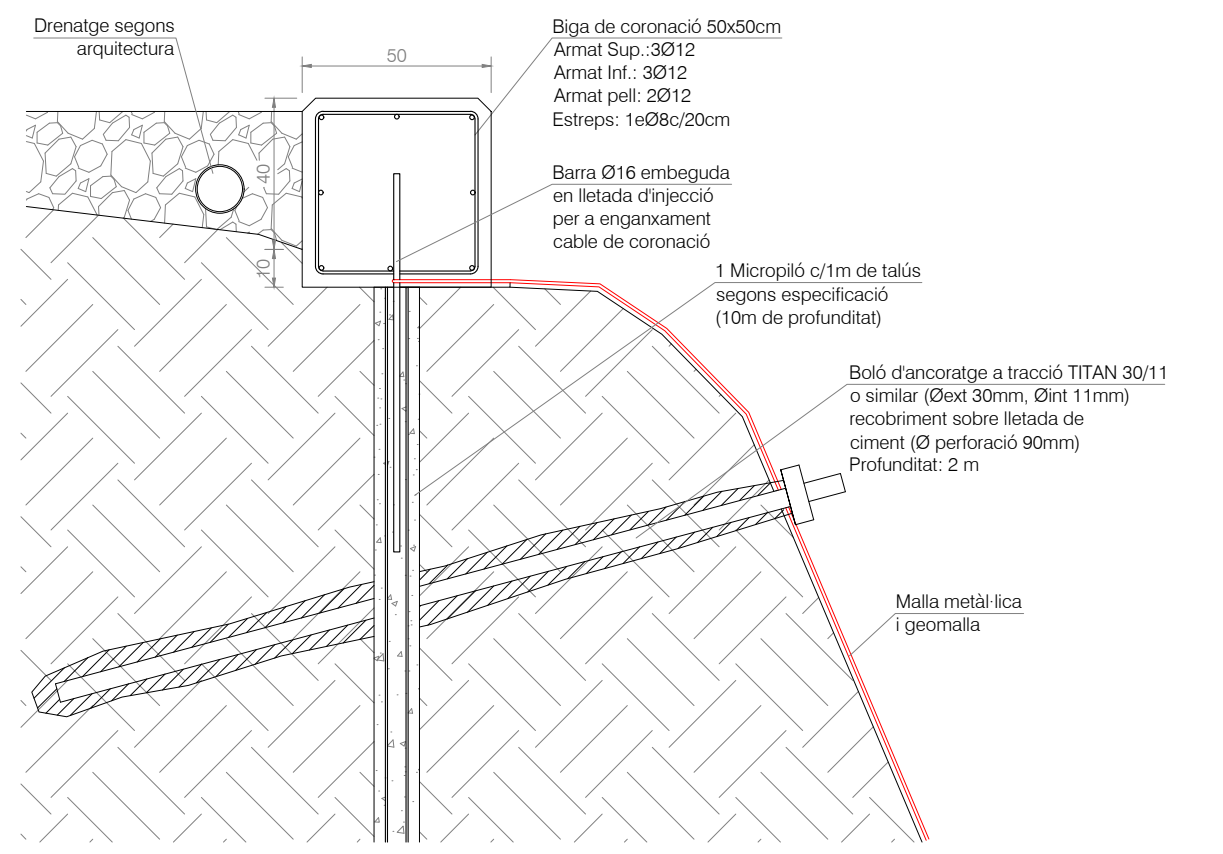 Drenatge segons
arquitectura
50
40
10
Biga de coronació 50x50cm
Armat Sup.:3Ø12
Armat Inf.: 3Ø12
Armat pell: 2Ø12
Estreps: 1eØ8c/20cm
Barra Ø16 embeguda
en lletada d'injecció
per a enganxament
cable de coronació
1 Micropiló c/1m de talús
segons especificació
(10m de profunditat)
Boló d'ancoratge a tracció TITAN 30/11
o similar (Øext 30mm, Øint 11mm)
recobriment sobre lletada de
ciment (Ø perforació 90mm)
Profunditat: 2 m
Malla metàl·lica
i geomalla